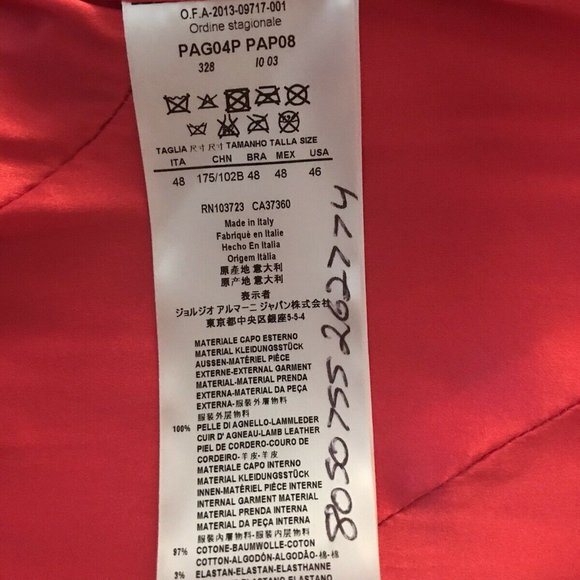 O.F.A-2013-09717-001
Ordine stagionale
PAG04P PAP08
328 I0 03
TAGLIA 尺寸 尺寸 TAMANHO TALLA SIZE
ITA CHN BRA MEX USA
48 175/102B 48 48 46
RN103723 CA37360
Made in Italy
Fabriqué en Italie
Hecho En Italia
Origem Itália
原產地 意大利
原产地 意大利
表示者
ジョルジオ アルマーニ ジャパン株式会社
東京都中央区銀座5-5-4
MATERIALE CAPO ESTERNO
MATERIAL KLEIDUNGSSTÜCK
AUSSEN-MATÉRIEL PIÈCE
EXTERNE-EXTERNAL GARMENT
MATERIAL-MATERIAL PRENDA
EXTERNA-MATERIAL DA PEÇA
EXTERNA-服裝外層物料
服装外层物料
100% PELLE DI AGNELLO-LAMMLEDER
CUIR D' AGNEAU-LAMB LEATHER
PIEL DE CORDERO-COURO DE
CORDEIRO-羊皮-羊皮
MATERIALE CAPO INTERNO
MATERIAL KLEIDUNGSSTÜCK
INNEN-MATÉRIEL PIÈCE INTERNE
INTERNAL GARMENT MATERIAL
MATERIAL PRENDA INTERNA
MATERIAL DA PEÇA INTERNA
服裝內層物料
服装内层物料
97% COTONE-BAUMWOLLE-COTON
COTTON-ALGODÓN-ALGODÃO-棉-棉
3% ELASTAN-ELASTAN-ELASTHANNE
8050755262774